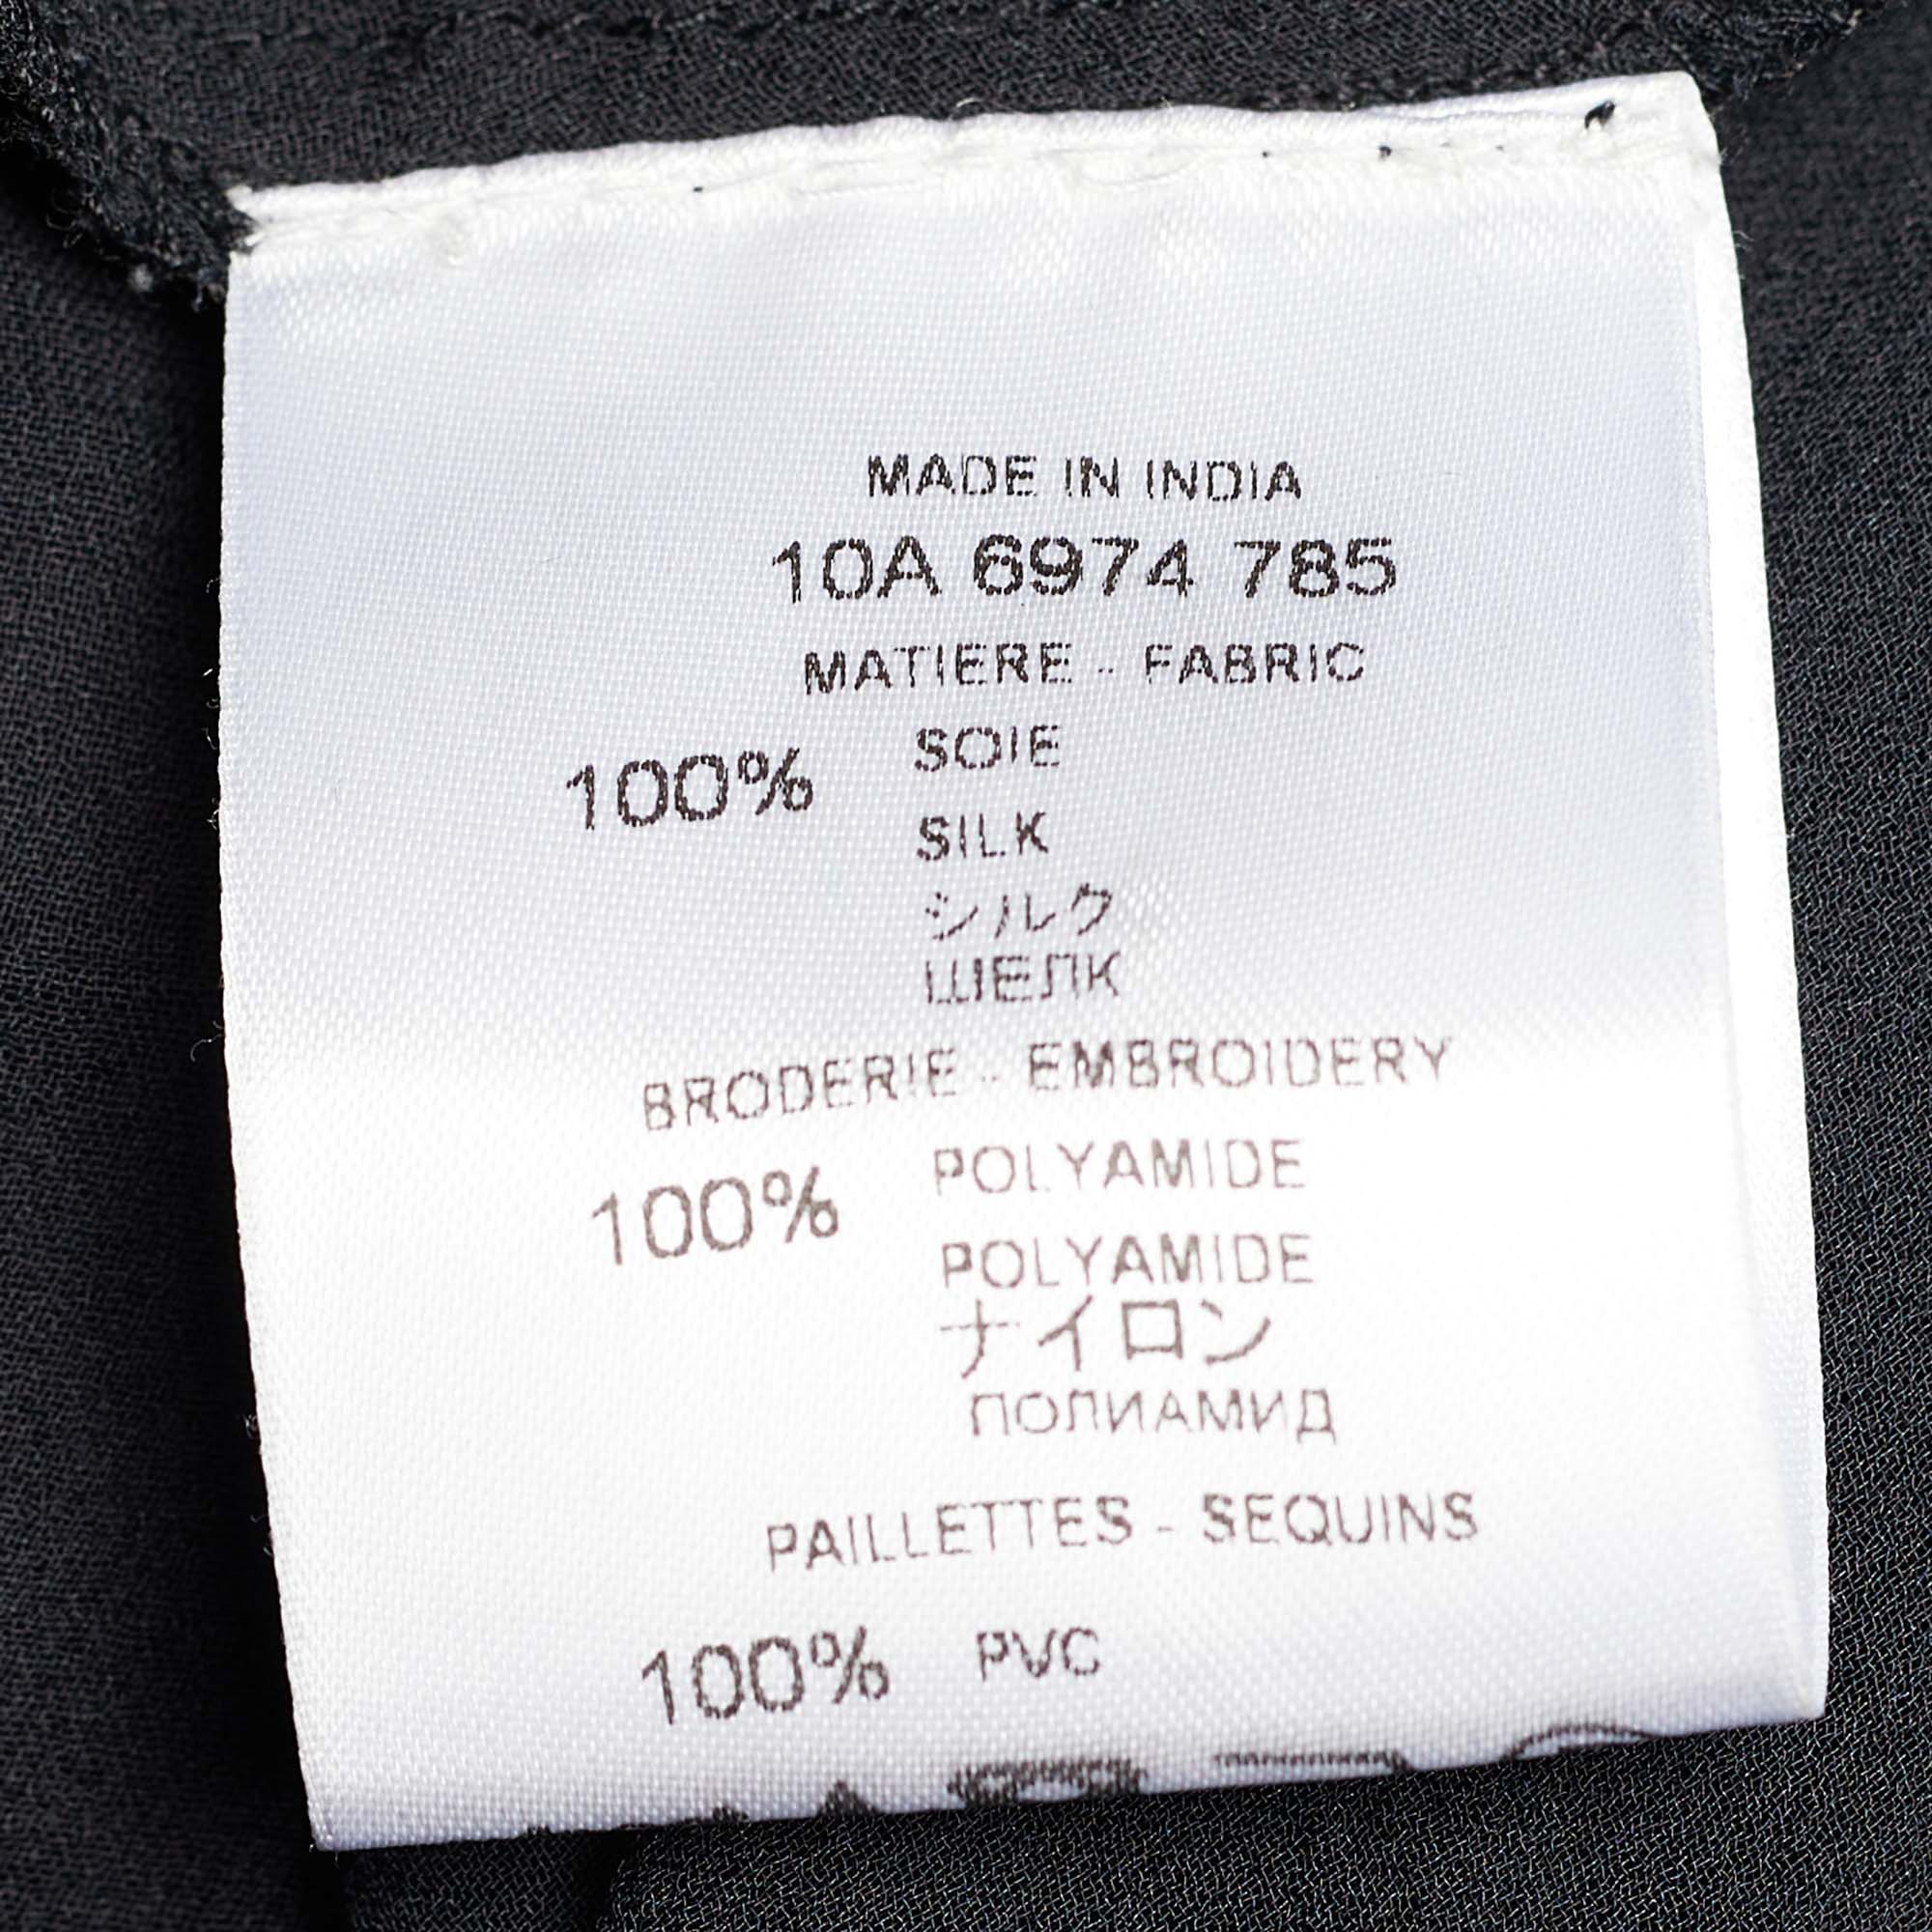 MADE IN INDIA
10A 6974 785
MATIERE - FABRIC
100% SOIE
SILK
シルク
ШЕЛК
BRODERIE - EMBROIDERY
100% POLYAMIDE
POLYAMIDE
ナイロン
ПОЛИАМИД
PAILLETTES - SEQUINS
100% PVC